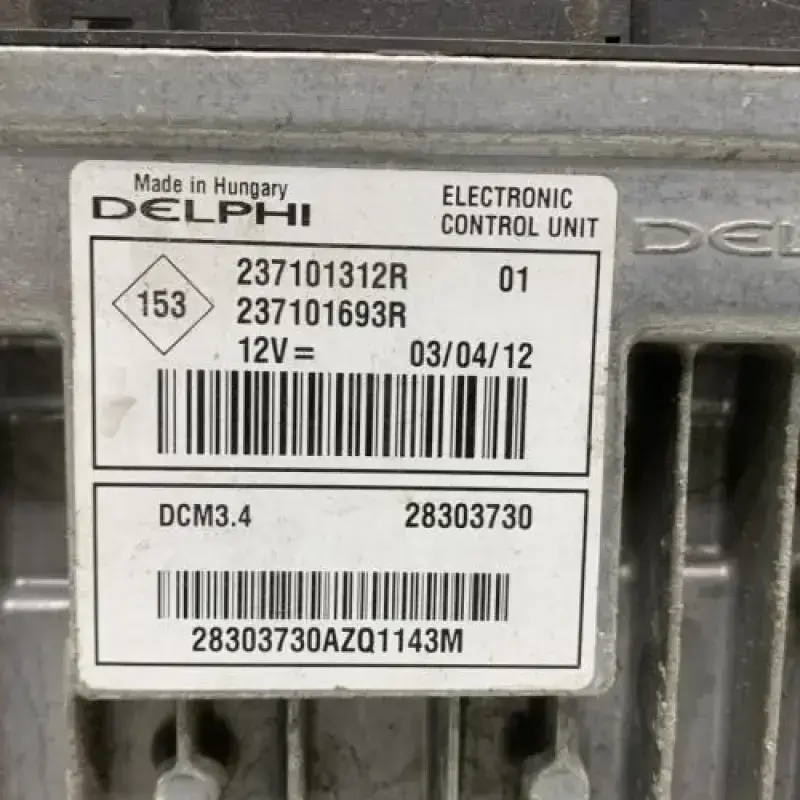 Made in Hungary
DELPHI
ELECTRONIC
CONTROL UNIT
153
237101312R 01
237101693R
12V = 03/04/12
DCM3.4 28303730
28303730AZQ1143M